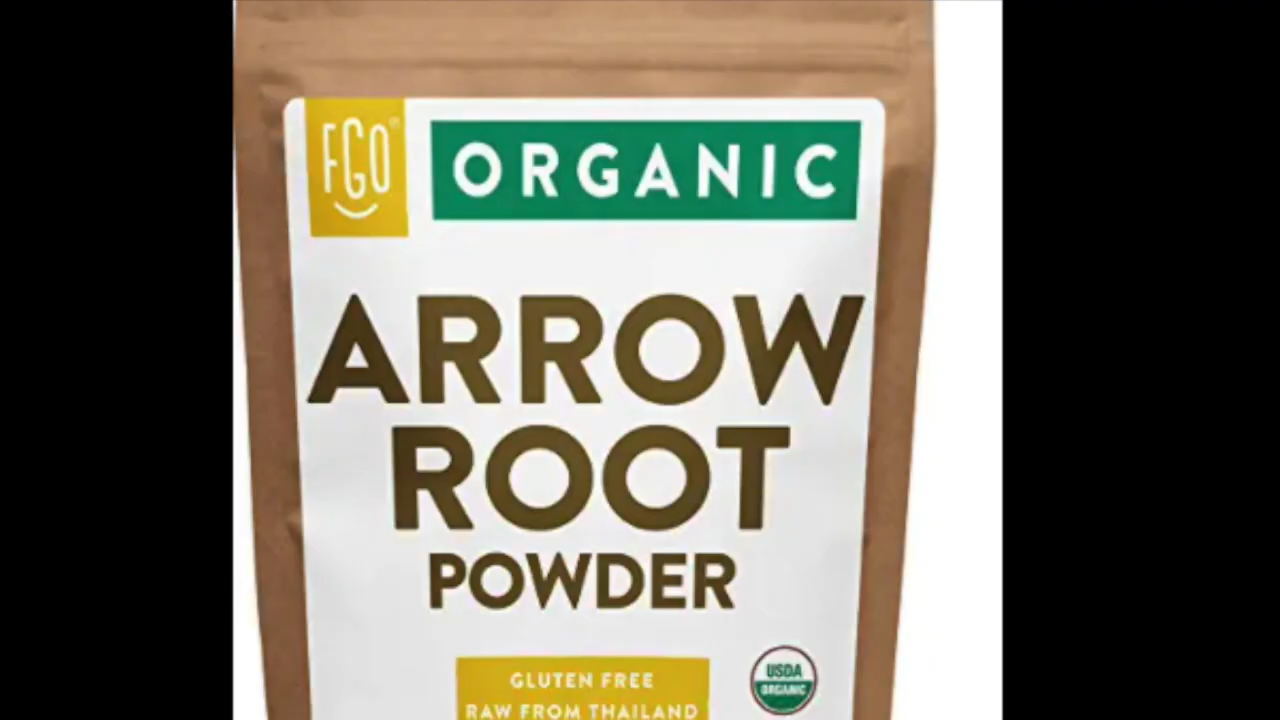 FGO®
ORGANIC
ARROW
ROOT
POWDER
GLUTEN FREE
RAW FROM THAILAND
USDA
ORGANIC